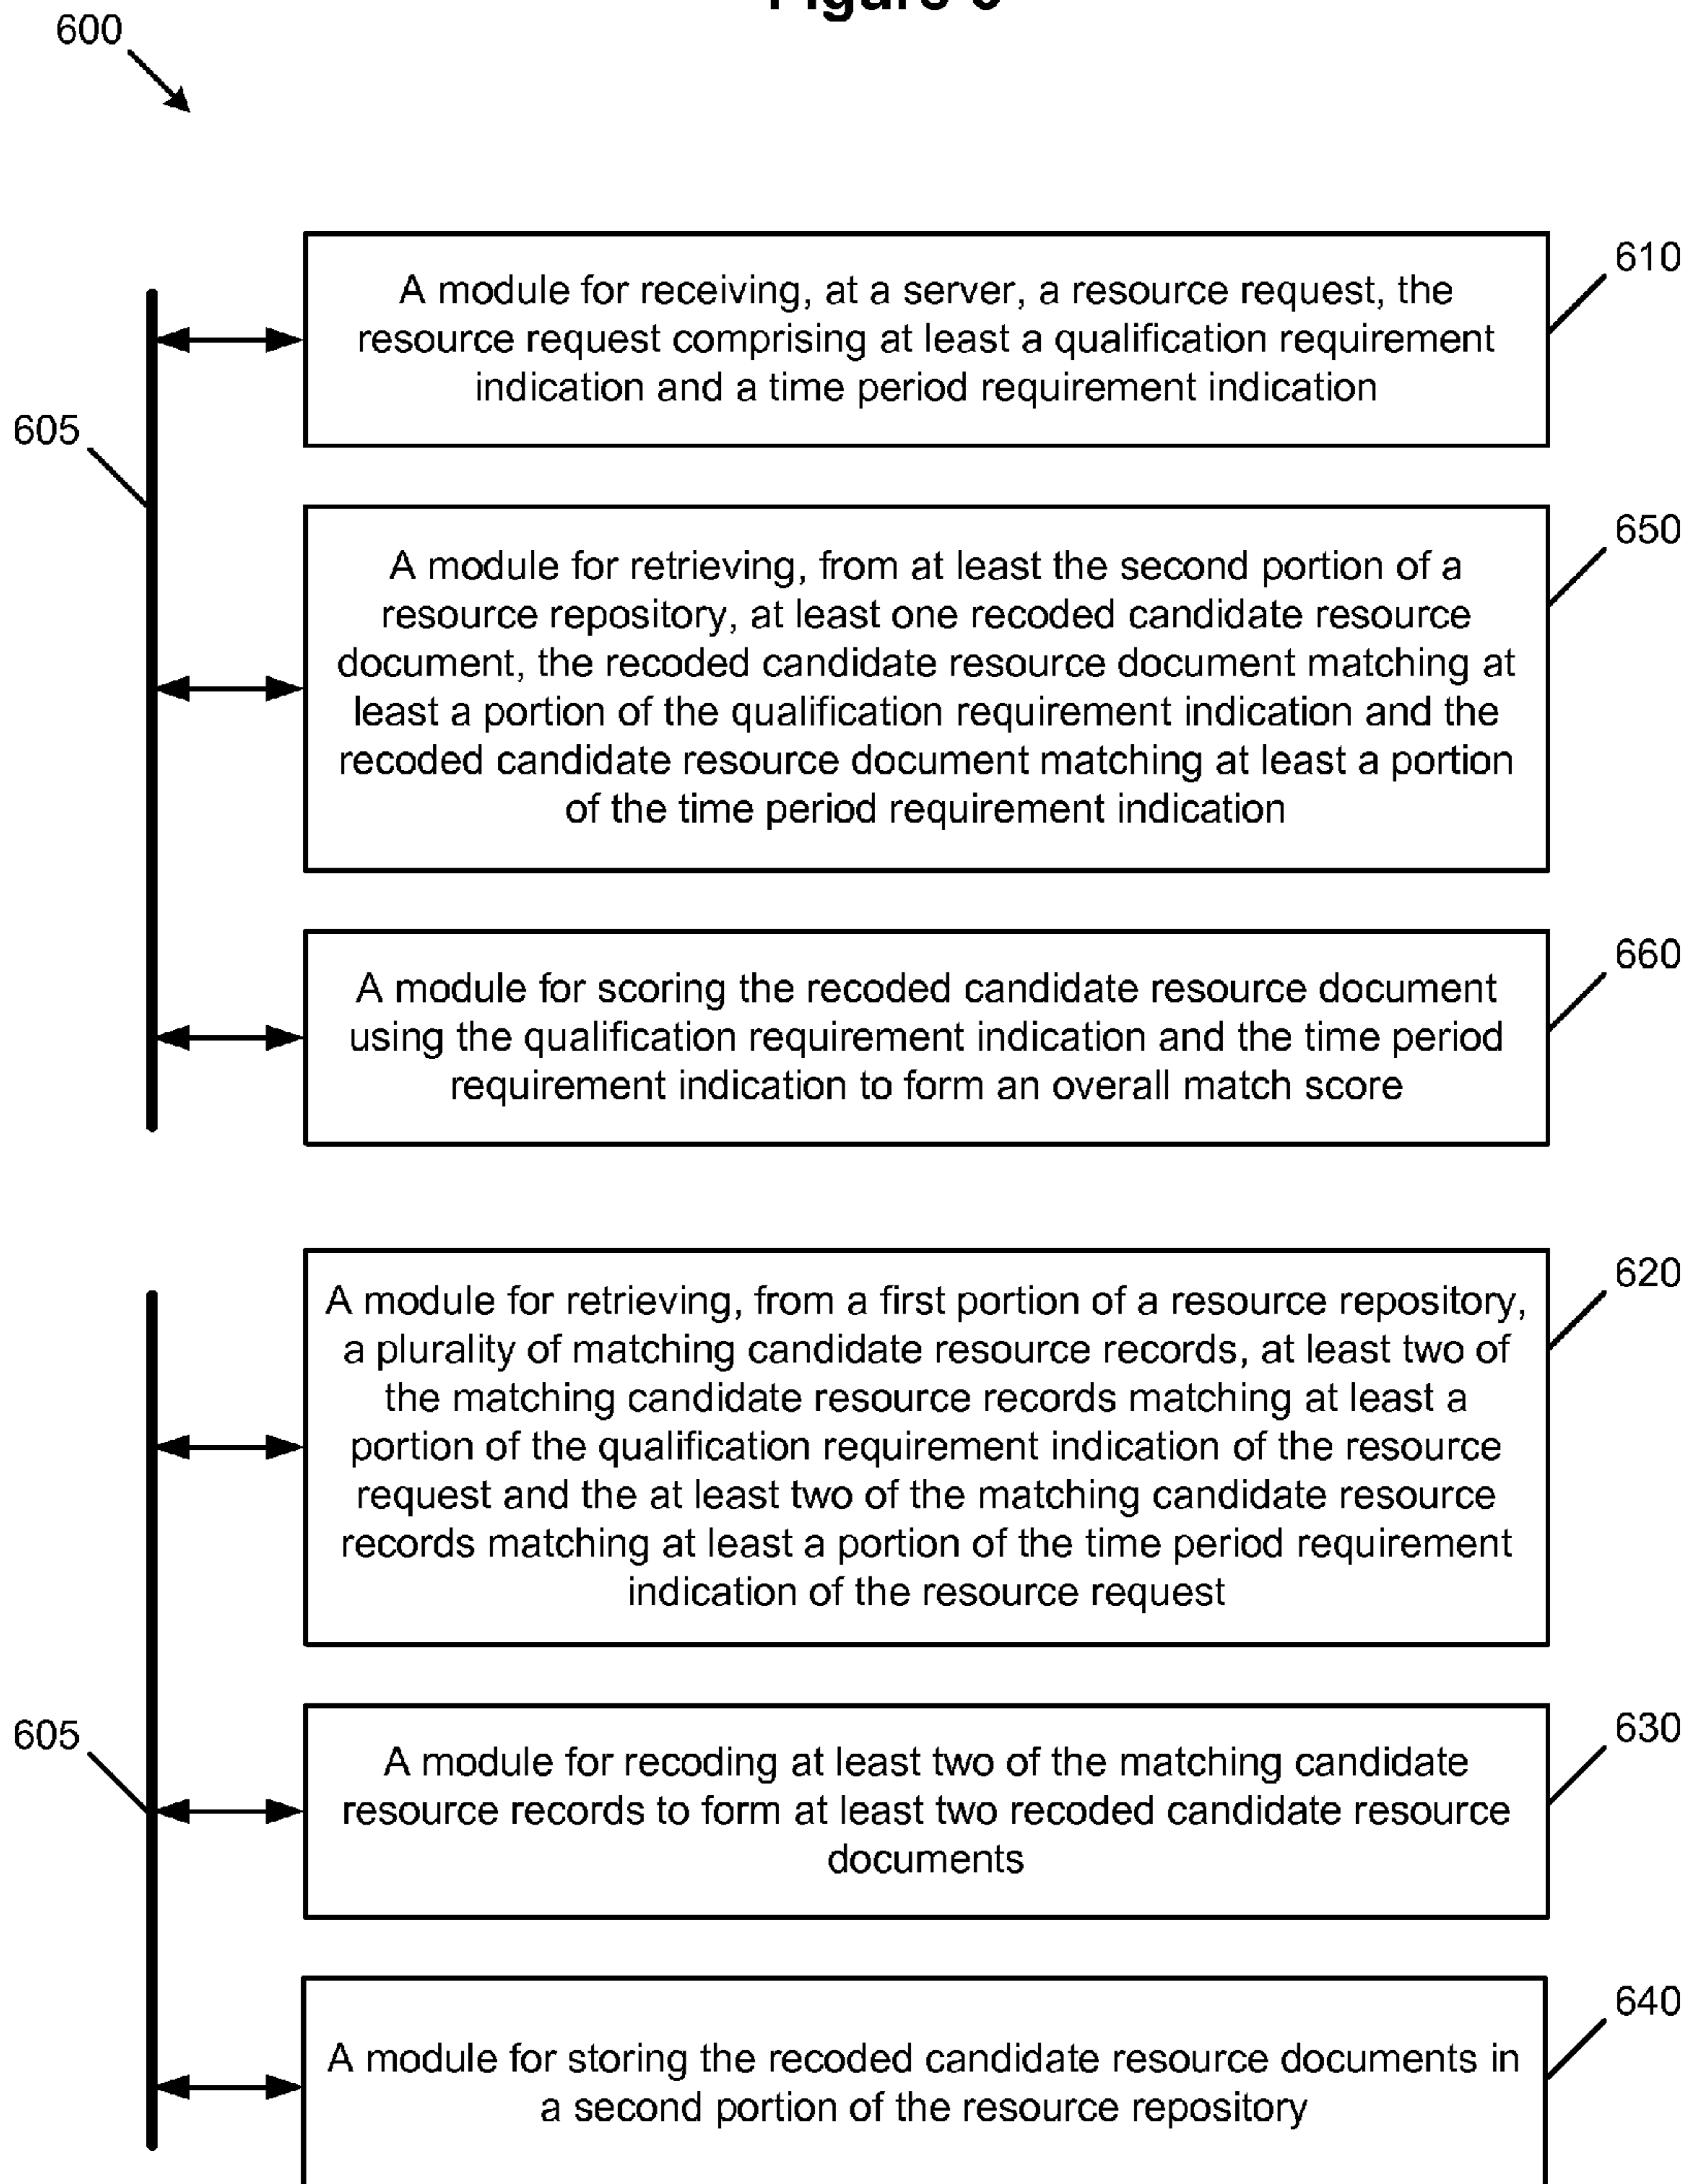 600
610
A module for receiving, at a server, a resource request, the
resource request comprising at least a qualification requirement
indication and a time period requirement indication
605
650
A module for retrieving, from at least the second portion of a
resource repository, at least one recoded candidate resource
document, the recoded candidate resource document matching at
least a portion of the qualification requirement indication and the
recoded candidate resource document matching at least a portion
of the time period requirement indication
660
A module for scoring the recoded candidate resource document
using the qualification requirement indication and the time period
requirement indication to form an overall match score
620
A module for retrieving, from a first portion of a resource repository,
a plurality of matching candidate resource records, at least two of
the matching candidate resource records matching at least a
portion of the qualification requirement indication of the resource
request and the at least two of the matching candidate resource
records matching at least a portion of the time period requirement
indication of the resource request
605
630
A module for recoding at least two of the matching candidate
resource records to form at least two recoded candidate resource
documents
640
A module for storing the recoded candidate resource documents in
a second portion of the resource repository